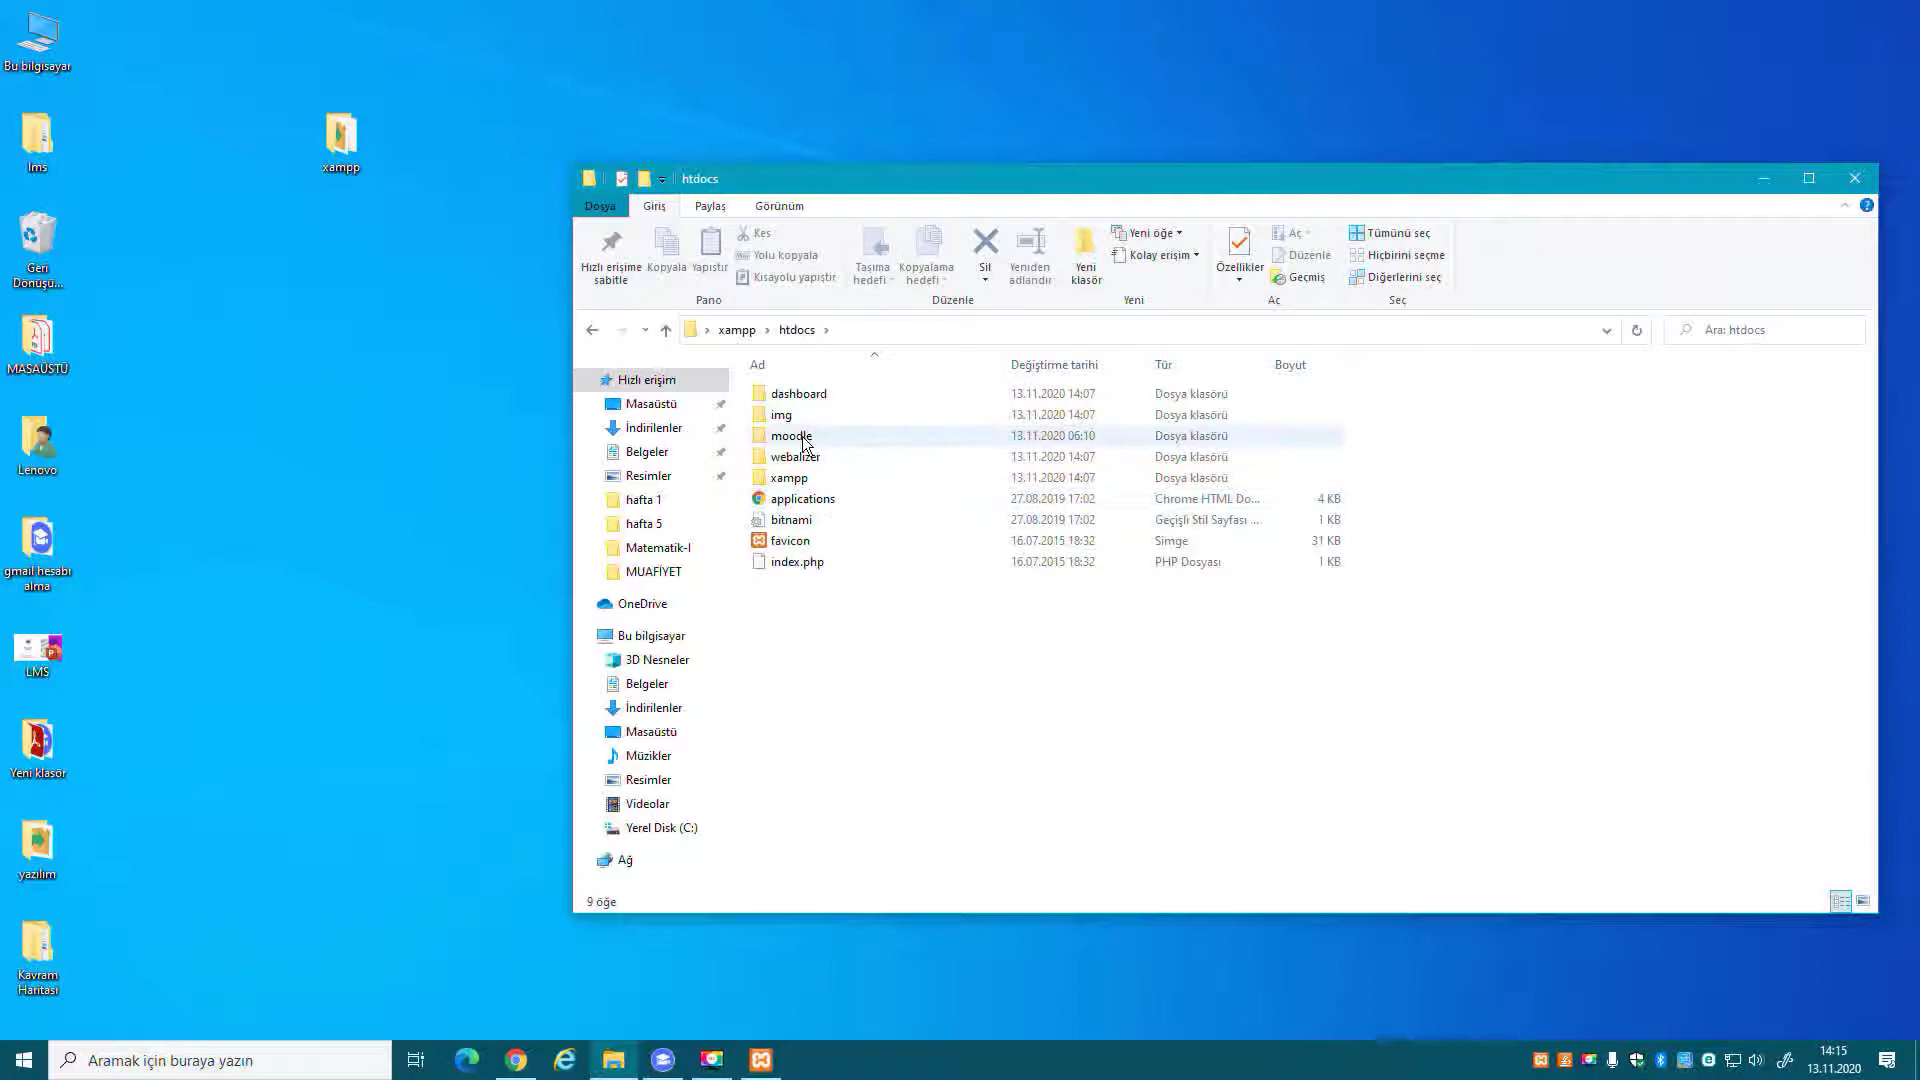 Bu bilgisayar
lms
xampp
Geri
Dönüşü...
MASAÜSTÜ
Lenovo
gmail hesabı
alma
LMS
Yeni klasör
yazılım
Kavram
Haritası
htdocs
Dosya Giriş Paylaş Görünüm
Hızlı erişime
sabitle
Kopyala
Yapıştır
Kes
Yolu kopyala
Kısayolu yapıştır
Taşıma
hedefi
Kopyalama
hedefi
Sil
Yeniden
adlandır
Yeni
klasör
Yeni öğe
Kolay erişim
Özellikler
Aç
Düzenle
Geçmiş
Tümünü seç
Hiçbirini seçme
Diğerlerini seç
Pano Düzenle Yeni Aç Seç
xampp htdocs
Ara: htdocs
Hızlı erişim
Masaüstü
İndirilenler
Belgeler
Resimler
hafta 1
hafta 5
Matematik-I
MUAFİYET
OneDrive
Bu bilgisayar
3D Nesneler
Belgeler
İndirilenler
Masaüstü
Müzikler
Resimler
Videolar
Yerel Disk (C:)
Ağ
Ad Değiştirme tarihi Tür Boyut
dashboard 13.11.2020 14:07 Dosya klasörü
img 13.11.2020 14:07 Dosya klasörü
moodle 13.11.2020 06:10 Dosya klasörü
webalizer 13.11.2020 14:07 Dosya klasörü
xampp 13.11.2020 14:07 Dosya klasörü
applications 27.08.2019 17:02 Chrome HTML Do... 4 KB
bitnami 27.08.2019 17:02 Geçişli Stil Sayfası ... 1 KB
favicon 16.07.2015 18:32 Simge 31 KB
index.php 16.07.2015 18:32 PHP Dosyası 1 KB
9 öğe
Aramak için buraya yazın
14:15
13.11.2020